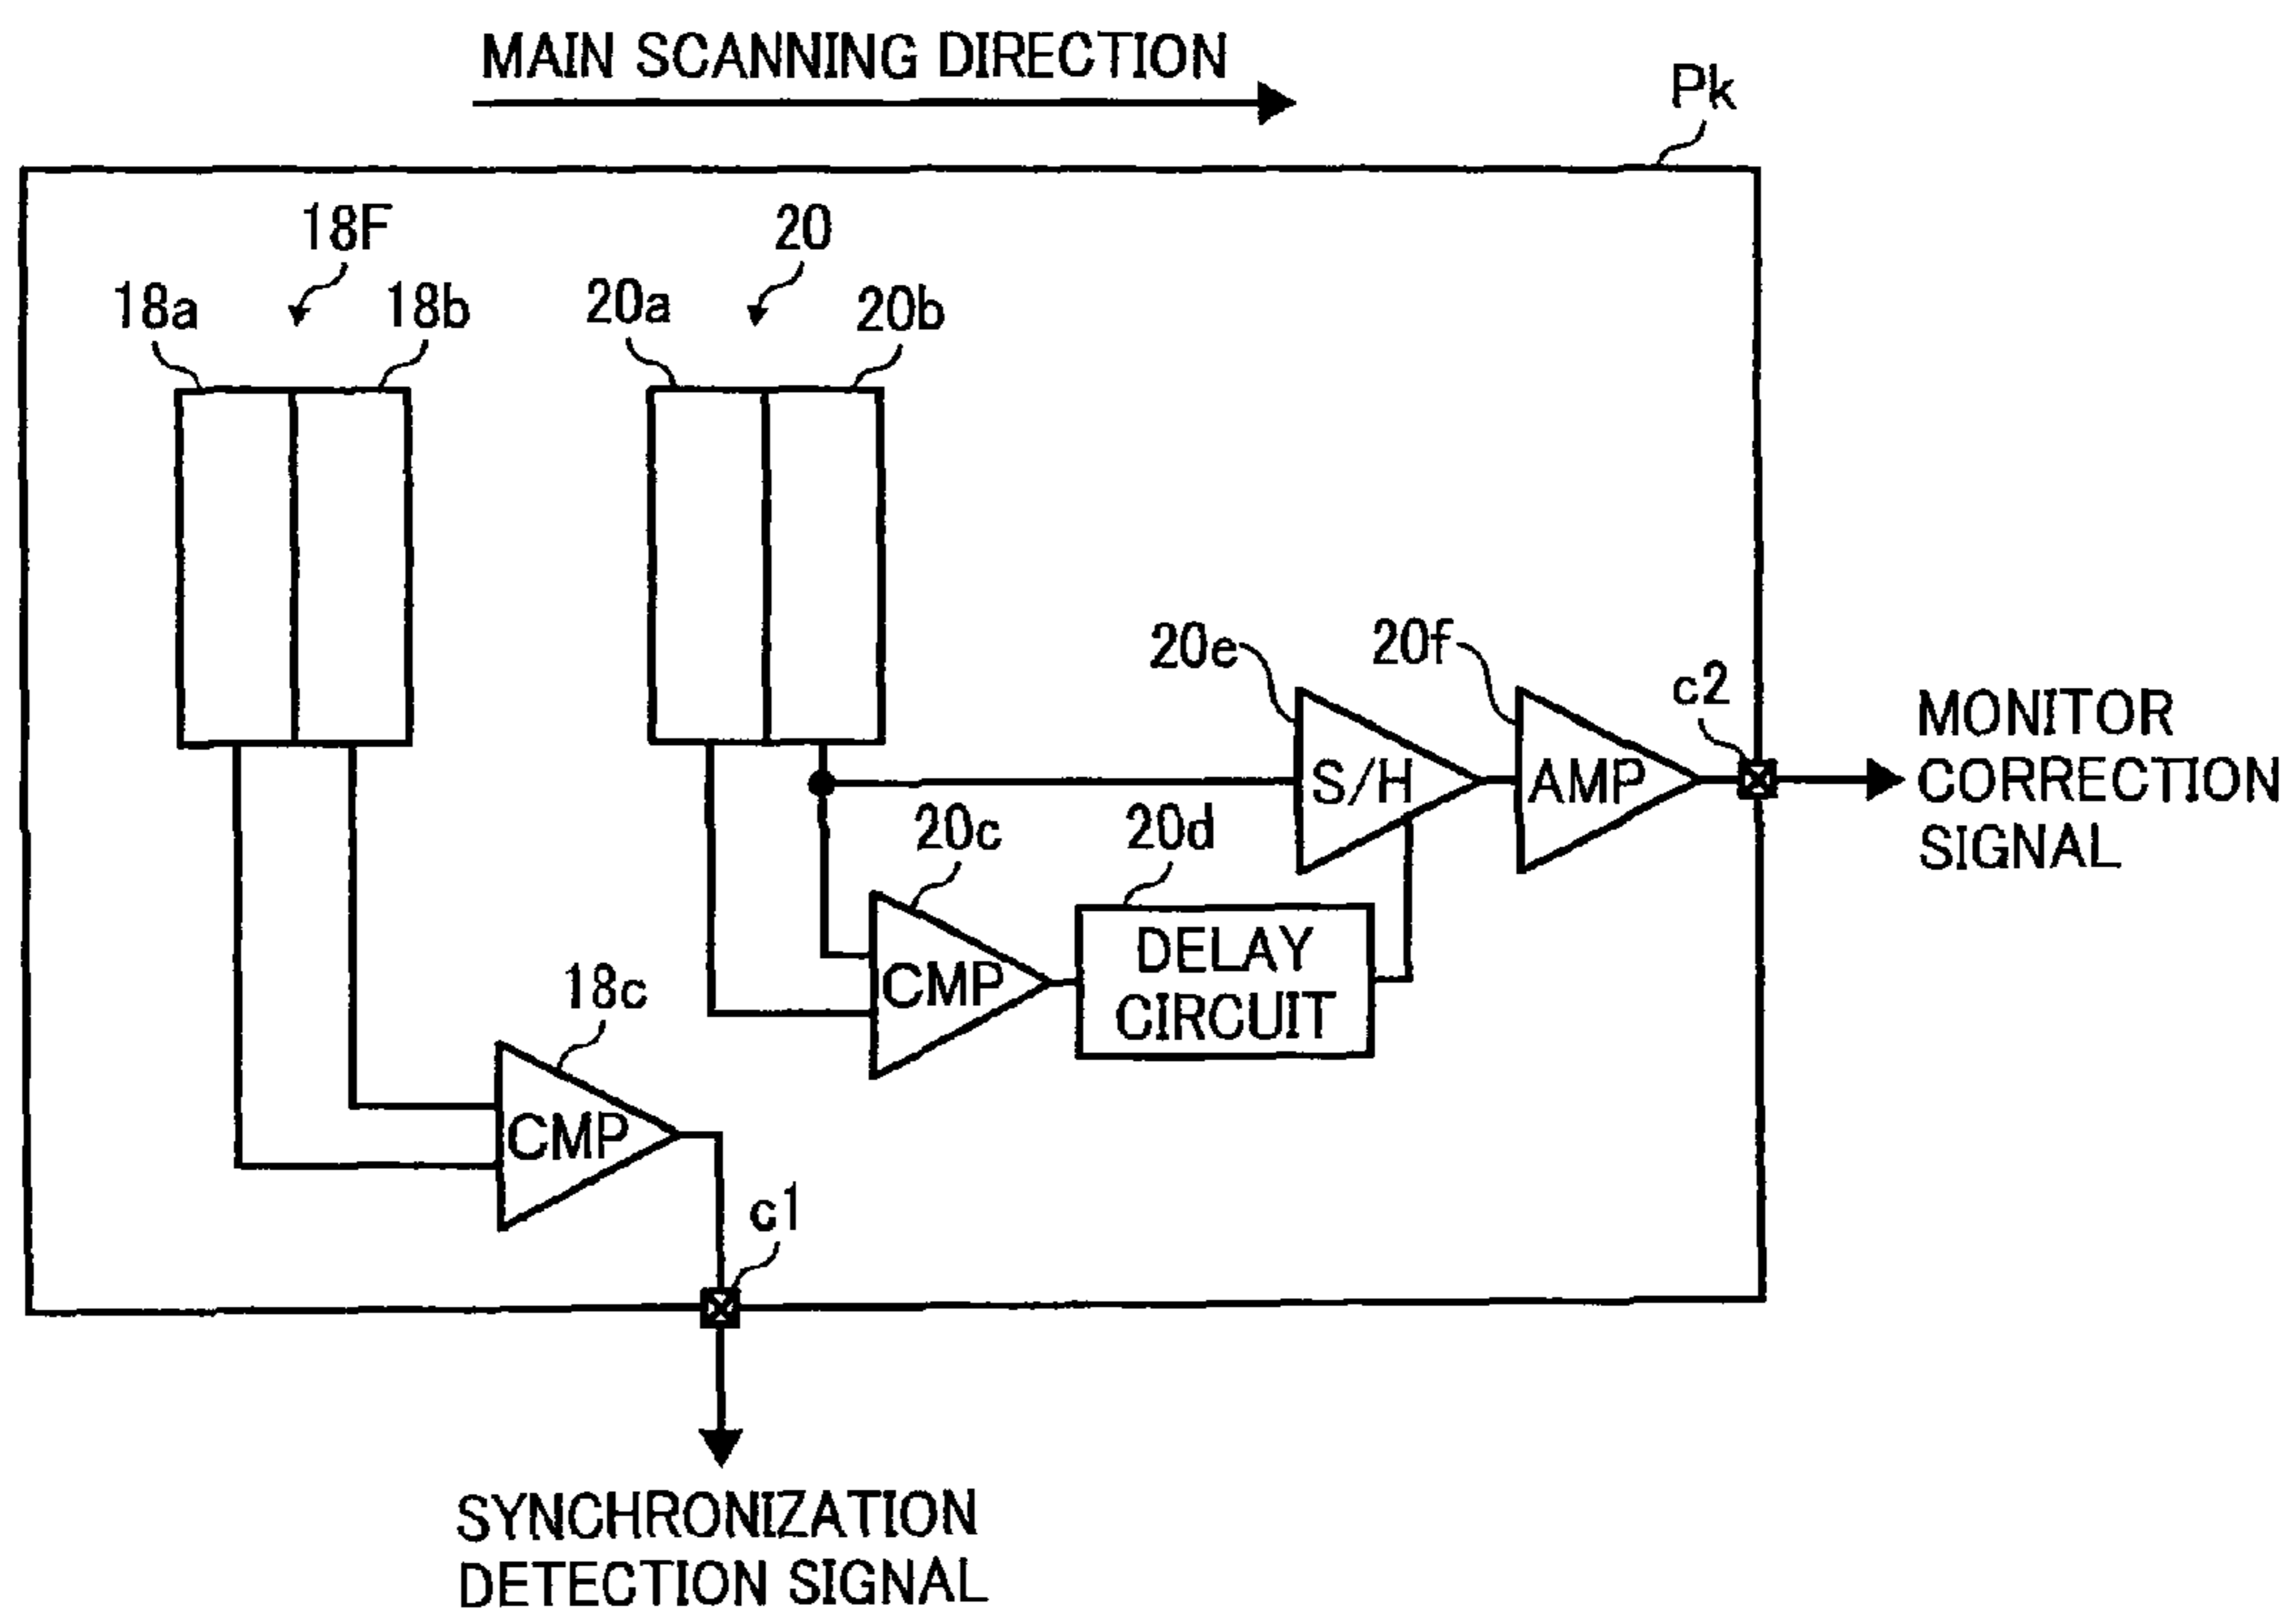 MAIN SCANNING DIRECTION
Pk
18F
20
18a
18b
20a
20b
20e
20f
c2
MONITOR
CORRECTION
SIGNAL
S/H
AMP
20c
20d
CMP
DELAY
CIRCUIT
18c
CMP
c1
SYNCHRONIZATION
DETECTION SIGNAL